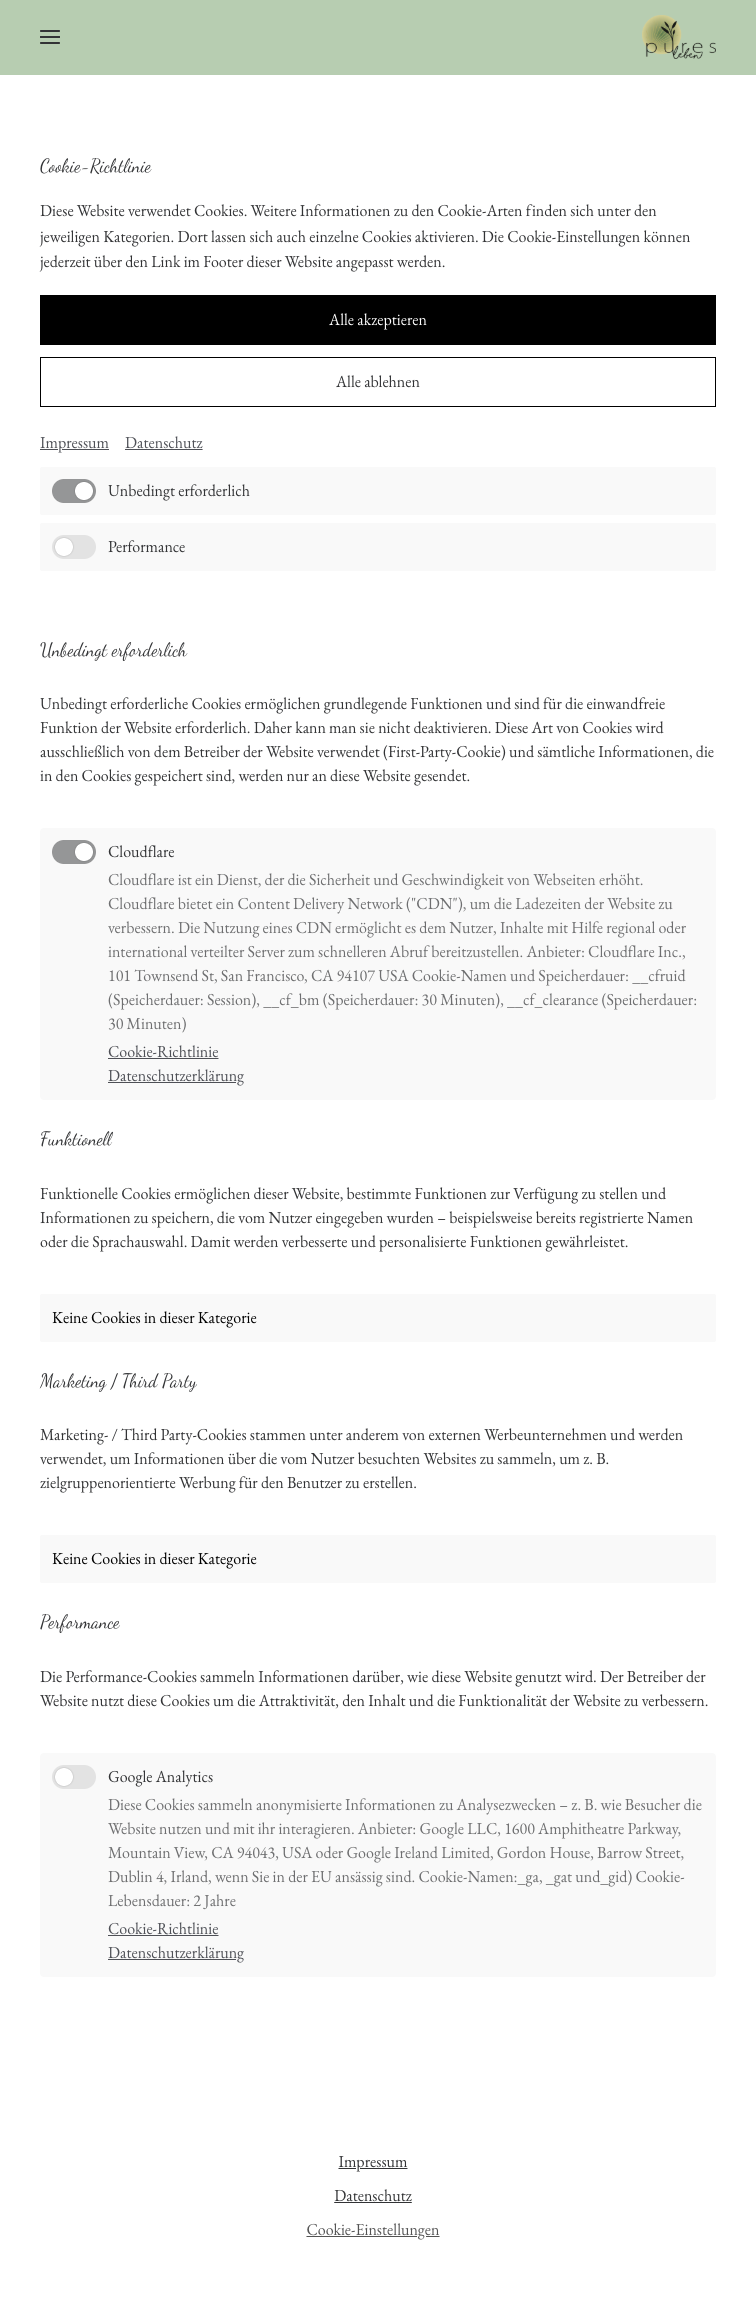 pures
leben
Cookie-Richtlinie
Diese Website verwendet Cookies. Weitere Informationen zu den Cookie-Arten finden sich unter den
jeweiligen Kategorien. Dort lassen sich auch einzelne Cookies aktivieren. Die Cookie-Einstellungen können
jederzeit über den Link im Footer dieser Website angepasst werden.
Alle akzeptieren
Alle ablehnen
Impressum Datenschutz
Unbedingt erforderlich
Performance
Unbedingt erforderlich
Unbedingt erforderliche Cookies ermöglichen grundlegende Funktionen und sind für die einwandfreie
Funktion der Website erforderlich. Daher kann man sie nicht deaktivieren. Diese Art von Cookies wird
ausschließlich von dem Betreiber der Website verwendet (First-Party-Cookie) und sämtliche Informationen, die
in den Cookies gespeichert sind, werden nur an diese Website gesendet.
Cloudflare
Cloudflare ist ein Dienst, der die Sicherheit und Geschwindigkeit von Webseiten erhöht.
Cloudflare bietet ein Content Delivery Network ("CDN"), um die Ladezeiten der Website zu
verbessern. Die Nutzung eines CDN ermöglicht es dem Nutzer, Inhalte mit Hilfe regional oder
international verteilter Server zum schnelleren Abruf bereitzustellen. Anbieter: Cloudflare Inc.,
101 Townsend St, San Francisco, CA 94107 USA Cookie-Namen und Speicherdauer: __cfruid
(Speicherdauer: Session), __cf_bm (Speicherdauer: 30 Minuten), __cf_clearance (Speicherdauer:
30 Minuten)
Cookie-Richtlinie
Datenschutzerklärung
Funktionell
Funktionelle Cookies ermöglichen dieser Website, bestimmte Funktionen zur Verfügung zu stellen und
Informationen zu speichern, die vom Nutzer eingegeben wurden – beispielsweise bereits registrierte Namen
oder die Sprachauswahl. Damit werden verbesserte und personalisierte Funktionen gewährleistet.
Keine Cookies in dieser Kategorie
Marketing / Third Party
Marketing- / Third Party-Cookies stammen unter anderem von externen Werbeunternehmen und werden
verwendet, um Informationen über die vom Nutzer besuchten Websites zu sammeln, um z. B.
zielgruppenorientierte Werbung für den Benutzer zu erstellen.
Keine Cookies in dieser Kategorie
Performance
Die Performance-Cookies sammeln Informationen darüber, wie diese Website genutzt wird. Der Betreiber der
Website nutzt diese Cookies um die Attraktivität, den Inhalt und die Funktionalität der Website zu verbessern.
Google Analytics
Diese Cookies sammeln anonymisierte Informationen zu Analysezwecken – z. B. wie Besucher die
Website nutzen und mit ihr interagieren. Anbieter: Google LLC, 1600 Amphitheatre Parkway,
Mountain View, CA 94043, USA oder Google Ireland Limited, Gordon House, Barrow Street,
Dublin 4, Irland, wenn Sie in der EU ansässig sind. Cookie-Namen:_ga, _gat und_gid) Cookie-
Lebensdauer: 2 Jahre
Cookie-Richtlinie
Datenschutzerklärung
Impressum
Datenschutz
Cookie-Einstellungen